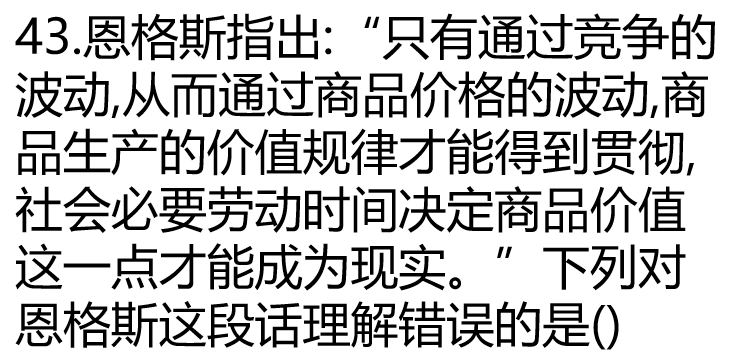 43.恩格斯指出:“只有通过竞争的
波动,从而通过商品价格的波动,商
品生产的价值规律才能得到贯彻,
社会必要劳动时间决定商品价值
这一点才能成为现实。”下列对
恩格斯这段话理解错误的是()